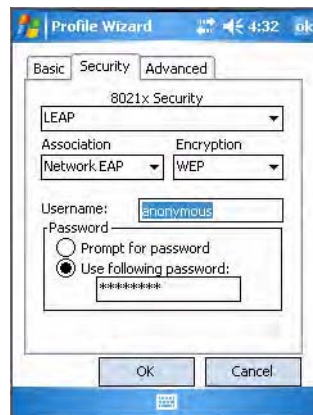 Profile Wizard 4:32 ok
Basic Security Advanced
8021x Security
LEAP
Association Encryption
Network EAP WEP
Username: anonymous
Password
Prompt for password
Use following password:
********
OK Cancel